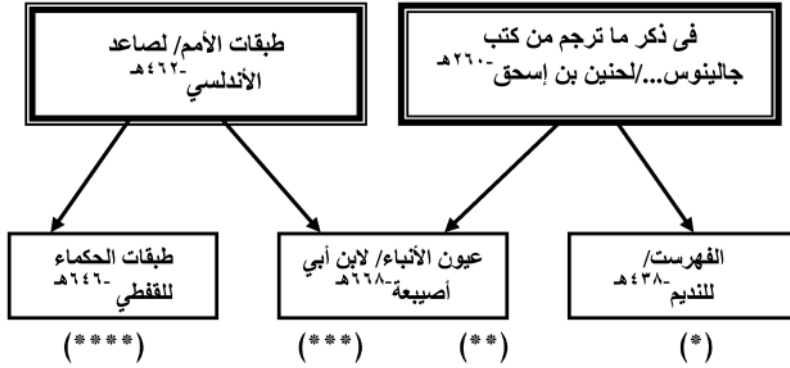 فى ذكر ما ترجم من كتب
جالينوس.../لحنين بن إسحق -٢٦٠هـ
طبقات الأمم/ لصاعد
الأندلسي -٤٦٢هـ
الفهرست/
للنديم -٤٣٨هـ
عيون الأنباء/ لابن أبي
أصيبعة -٦٦٨هـ
طبقات الحكماء
للقفطي -٦٤٦هـ
(*) (**) (***) (****)